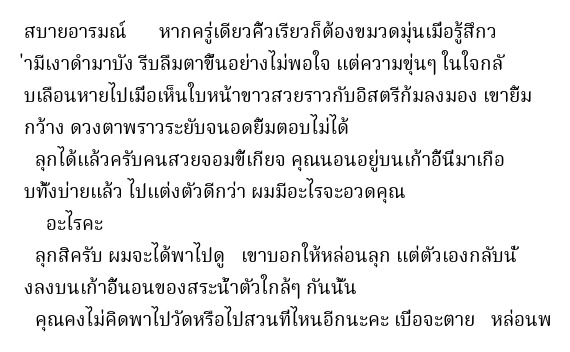 สบายอารมณ์ หากครู่เดียวคิ้วเรียวก็ต้องขมวดมุ่นเมื่อรู้สึกว
่ามีเงาดำมาบัง รีบลืมตาขึ้นอย่างไม่พอใจ แต่ความขุ่นๆ ในใจกลั
บเลือนหายไปเมื่อเห็นใบหน้าขาวสวยราวกับอิสตรีก้มลงมอง เขายิ้ม
กว้าง ดวงตาพราวระยับจนอดยิ้มตอบไม่ได้
ลุกได้แล้วครับคนสวยจอมขี้เกียจ คุณนอนอยู่บนเก้าอี้นี่มาเกือ
บทั้งบ่ายแล้ว ไปแต่งตัวดีกว่า ผมมีอะไรจะอวดคุณ
อะไรคะ
ลุกสิครับ ผมจะได้พาไปดู เขาบอกให้หล่อนลุก แต่ตัวเองกลับนั
่งลงบนเก้าอี้นอนของสระน้ำตัวใกล้ๆ กันนั้น
คุณคงไม่คิดพาไปวัดหรือไปสวนที่ไหนอีกนะคะ เบื่อจะตาย หล่อนพ